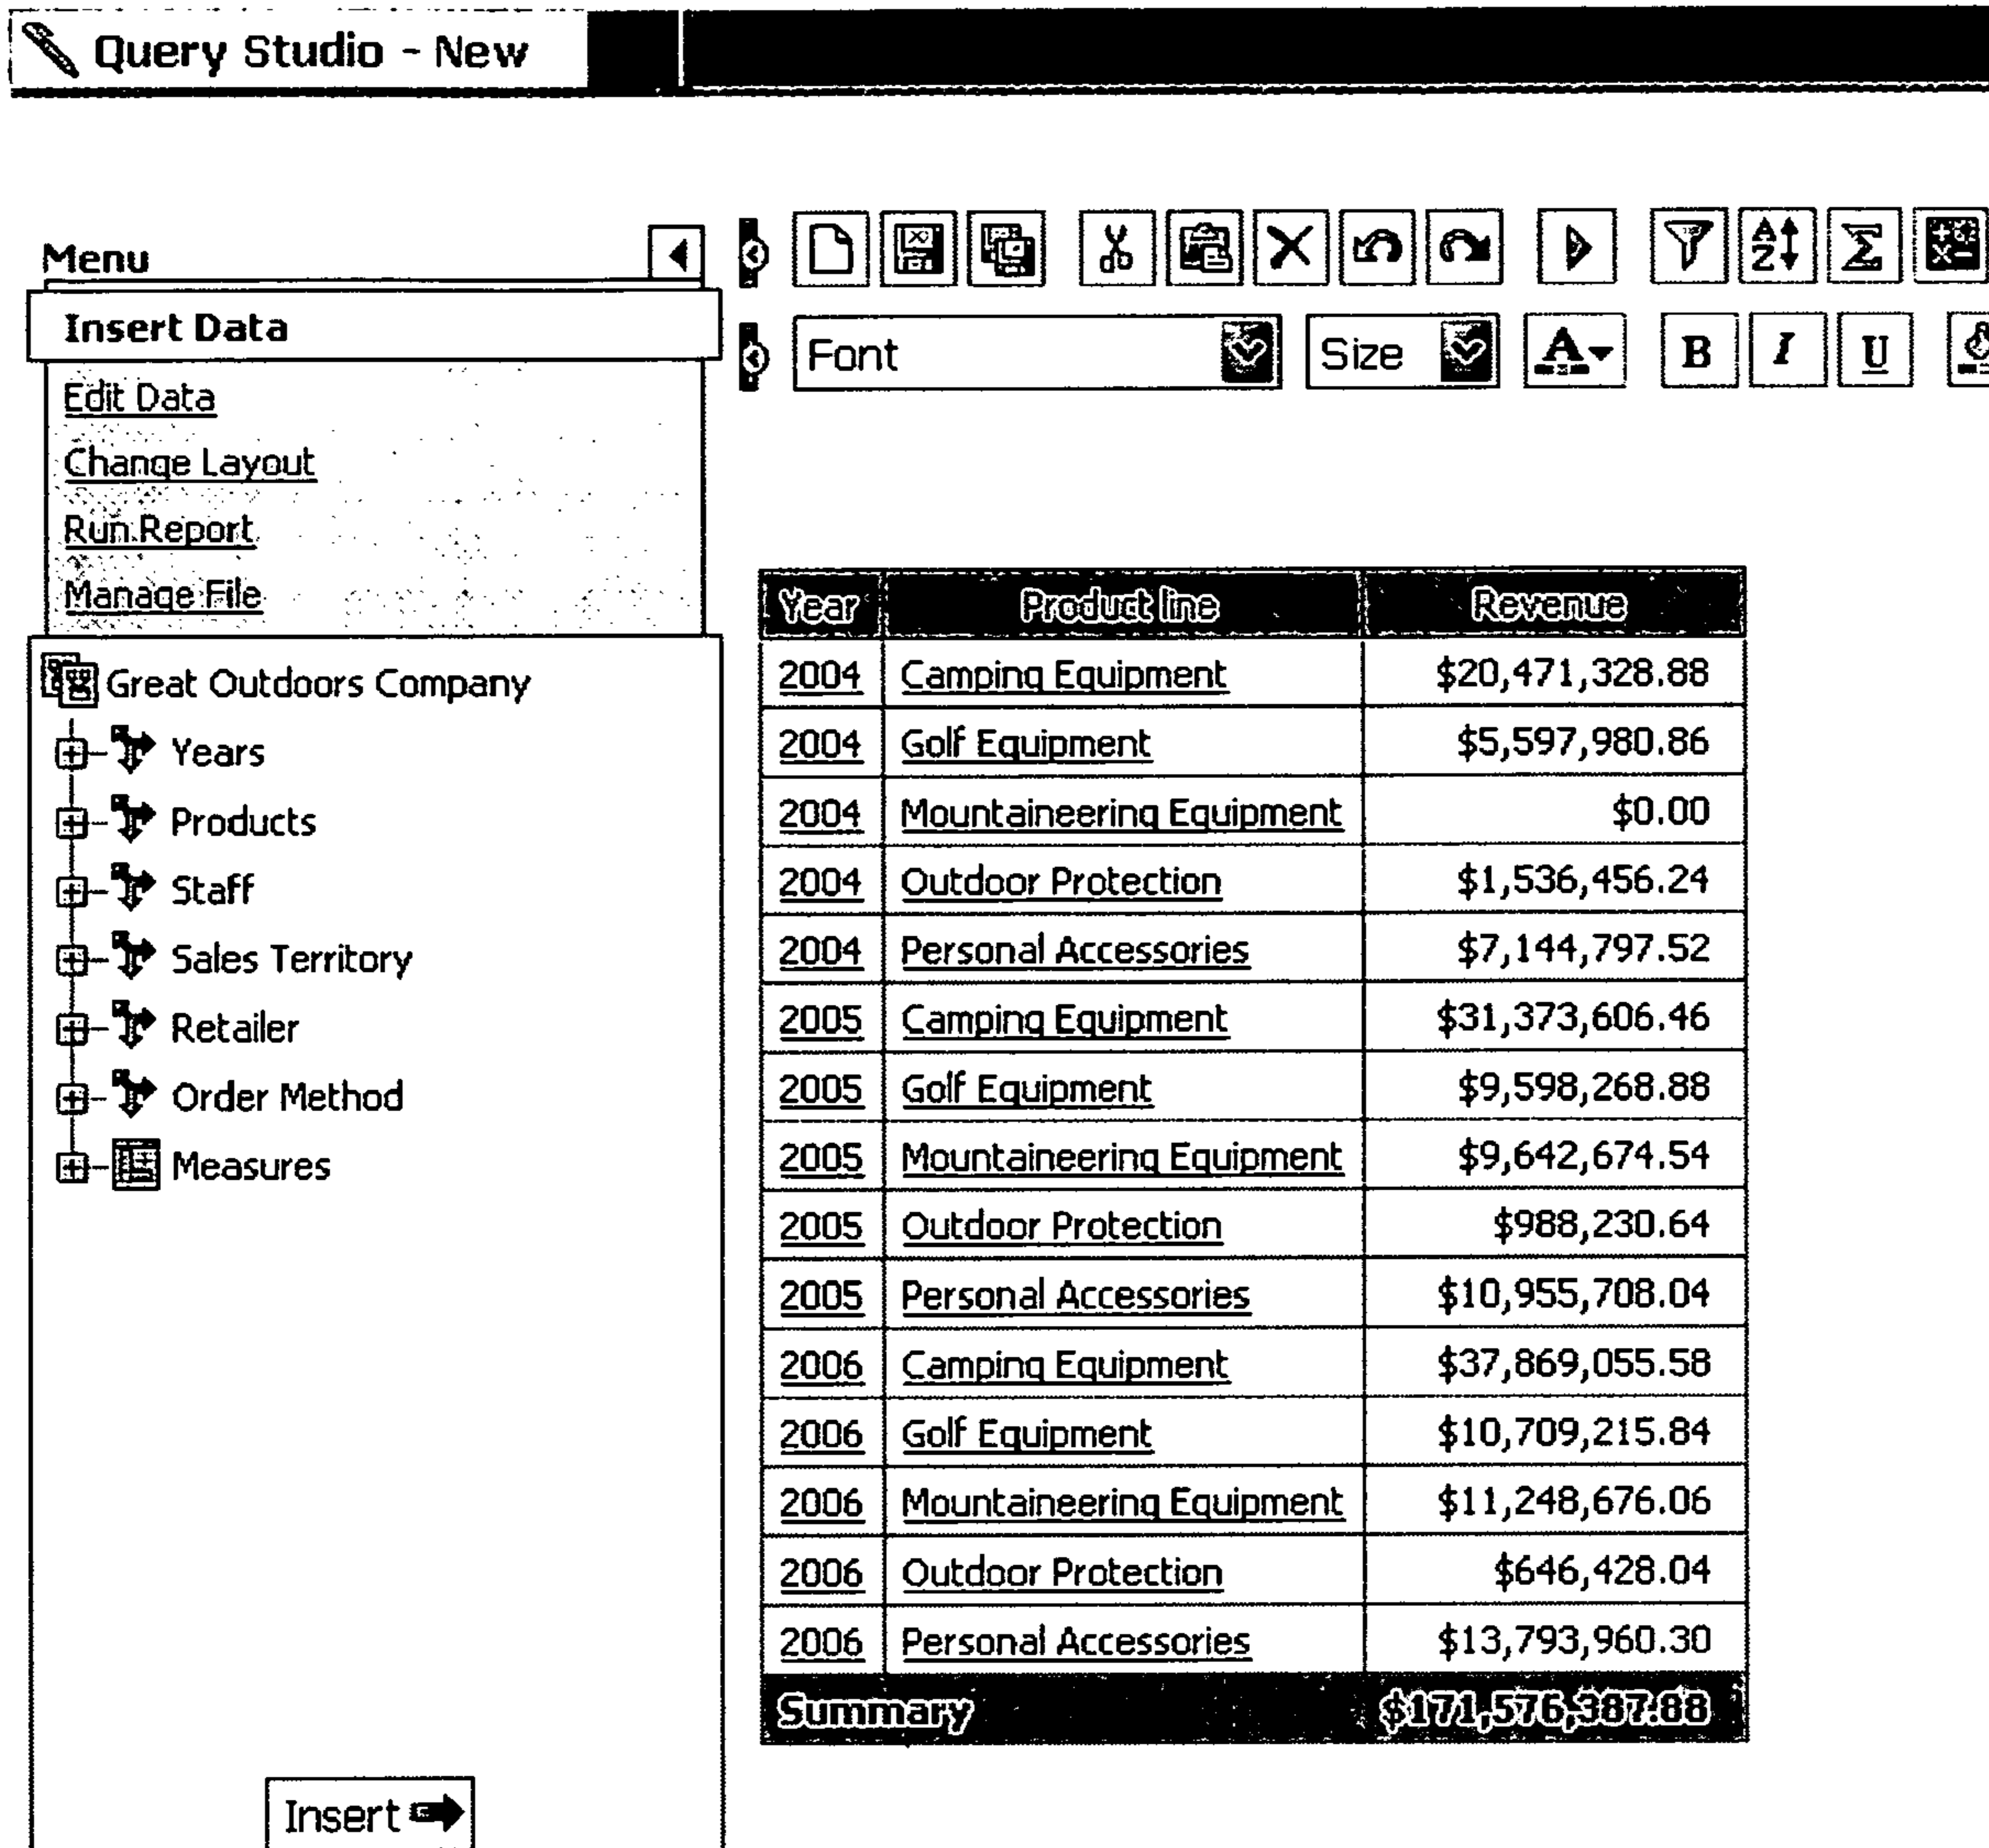 Query Studio - New
Menu
Insert Data
Edit Data
Change Layout
Run Report
Manage File
Great Outdoors Company
Years
Products
Staff
Sales Territory
Retailer
Order Method
Measures
Insert
Font Size A B I U
Year Product line Revenue
2004 Camping Equipment $20,471,328.88
2004 Golf Equipment $5,597,980.86
2004 Mountaineering Equipment $0.00
2004 Outdoor Protection $1,536,456.24
2004 Personal Accessories $7,144,797.52
2005 Camping Equipment $31,373,606.46
2005 Golf Equipment $9,598,268.88
2005 Mountaineering Equipment $9,642,674.54
2005 Outdoor Protection $988,230.64
2005 Personal Accessories $10,955,708.04
2006 Camping Equipment $37,869,055.58
2006 Golf Equipment $10,709,215.84
2006 Mountaineering Equipment $11,248,676.06
2006 Outdoor Protection $646,428.04
2006 Personal Accessories $13,793,960.30
Summary $171,576,387.88